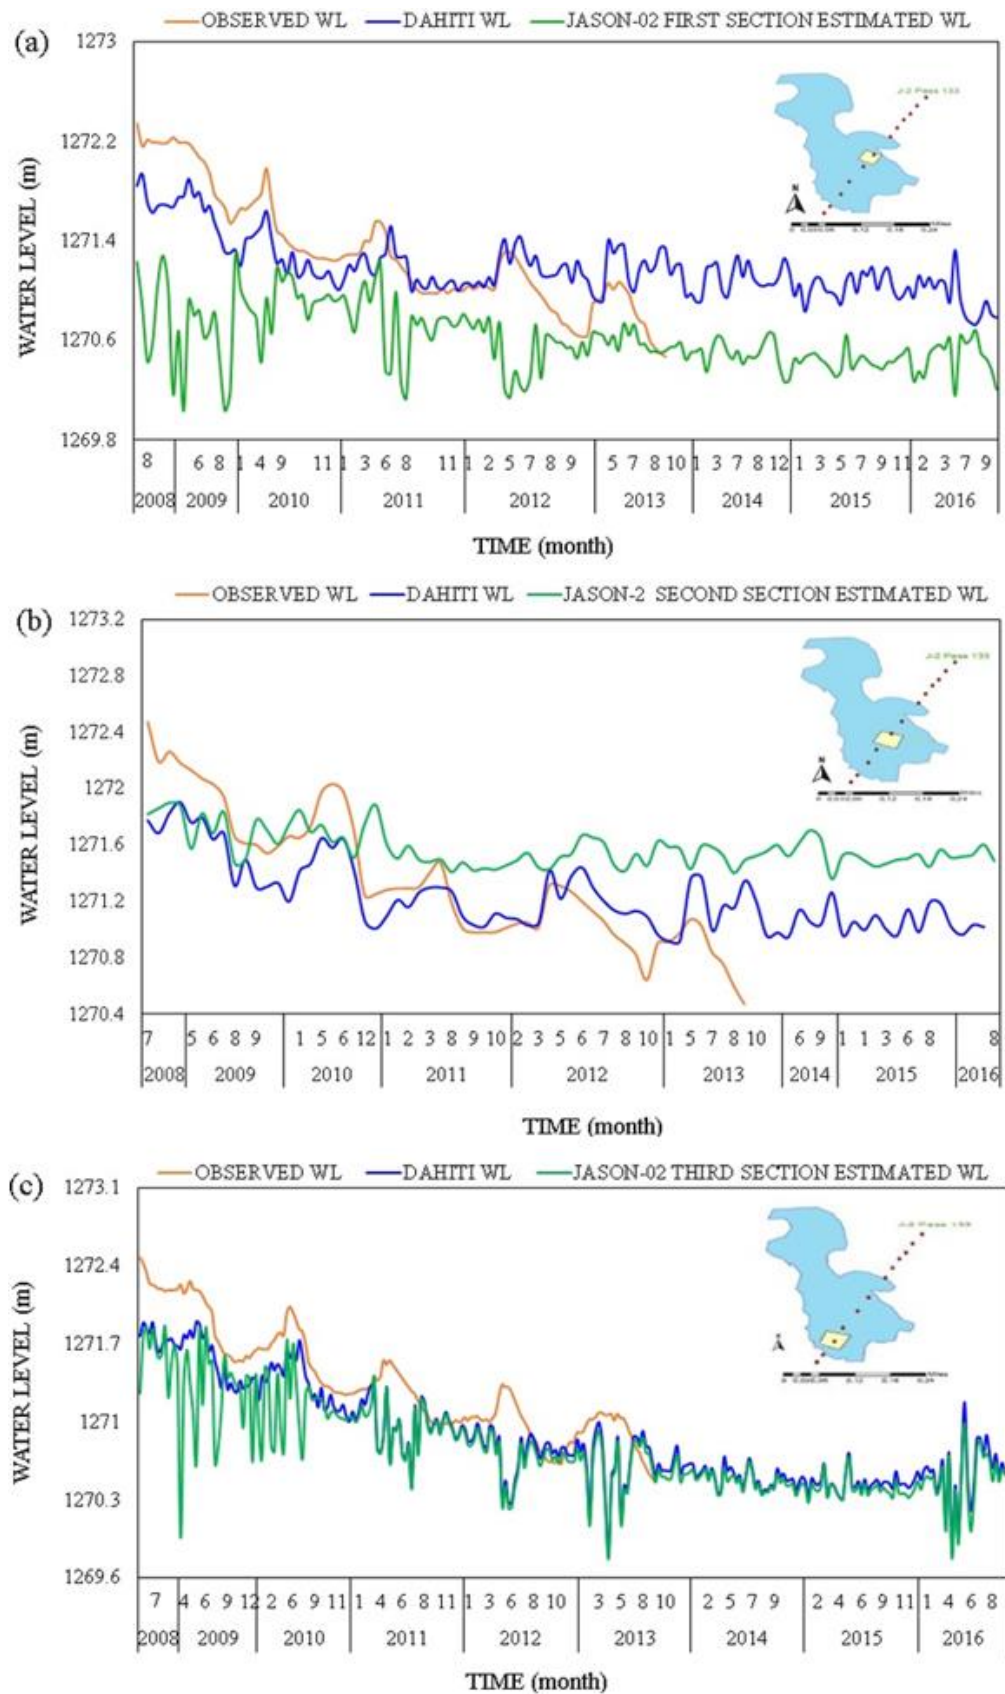 (a)
OBSERVED WL DAHITI WL JASON-02 FIRST SECTION ESTIMATED WL
1273
1272.2
1271.4
1270.6
1269.8
WATER LEVEL (m)
N
8 6 8 1 4 9 11 1 3 6 8 11 1 2 5 7 8 9 5 7 8 10 1 3 7 8 12 1 3 5 7 9 11 1 3 7 9
2008 2009 2010 2011 2012 2013 2014 2015 2016
TIME (month)
(b)
OBSERVED WL DAHITI WL JASON-2 SECOND SECTION ESTIMATED WL
1273.2
1272.8
1272.4
1272
1271.6
1271.2
1270.8
1270.4
WATER LEVEL (m)
N
7 5 6 8 9 1 5 6 12 1 2 3 8 9 10 2 3 5 7 8 10 1 5 7 8 10 6 9 1 1 3 6 8 8
2008 2009 2010 2011 2012 2013 2014 2015 2016
TIME (month)
(c)
OBSERVED WL DAHITI WL JASON-02 THIRD SECTION ESTIMATED WL
1273.1
1272.4
1271.7
1271
1270.3
1269.6
WATER LEVEL (m)
7 4 6 9 12 2 6 9 11 1 4 6 8 11 1 3 6 8 10 3 5 8 10 2 5 7 9 2 4 6 9 11 1 4 6 8
2008 2009 2010 2011 2012 2013 2014 2015 2016
TIME (month)